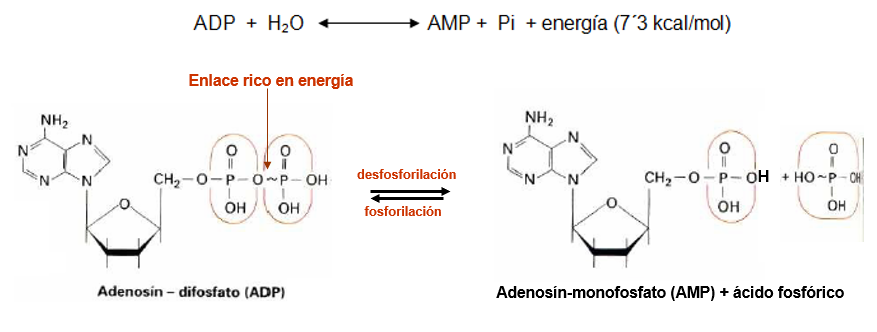 ADP + H₂O ⟷ AMP + Pi + energía (7´3 kcal/mol)
Enlace rico en energía
NH₂
N
N
N
N
O
CH₂ – O – P – O ~ P – OH
O
O
OH
OH
desfosforilación
fosforilación
NH₂
N
N
N
N
O
CH₂ – O – P – OH
O
OH
+ HO ~ P – OH
O
OH
Adenosín – difosfato (ADP)
Adenosín-monofosfato (AMP) + ácido fosfórico